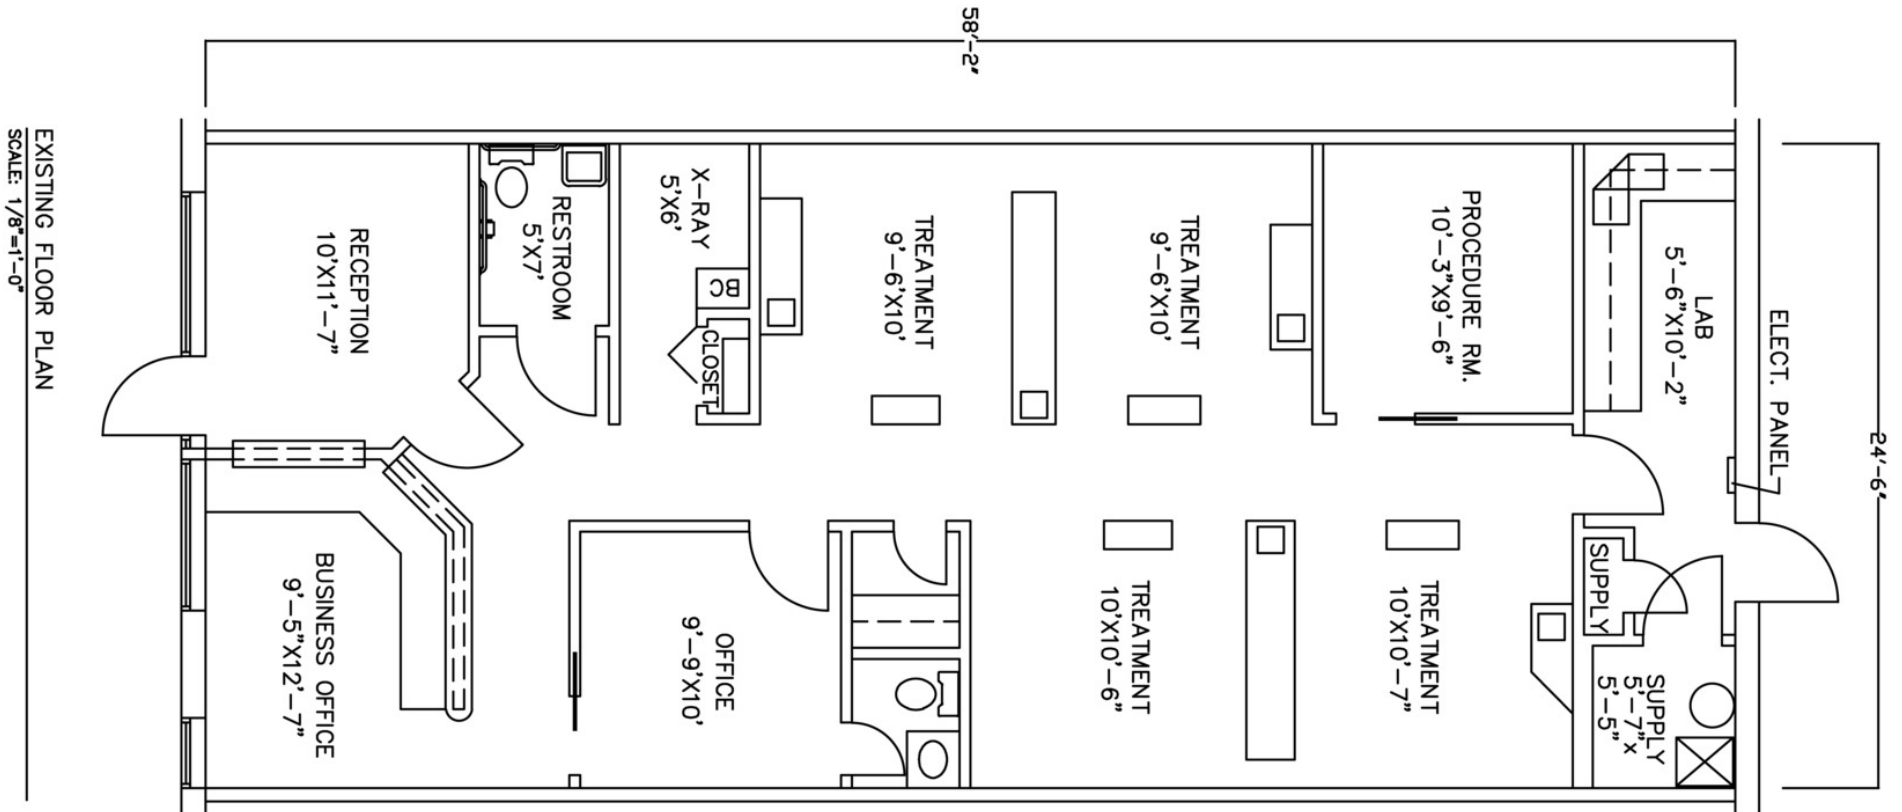 58'-2"
24'-6"
ELECT. PANEL
RECEPTION
10'X11'-7"
RESTROOM
5'X7'
X-RAY
5'X6'
BC
CLOSET
TREATMENT
9'-6'X10'
TREATMENT
9'-6'X10'
PROCEDURE RM.
10'-3"X9'-6"
LAB
5'-6"X10'-2"
BUSINESS OFFICE
9'-5"X12'-7"
OFFICE
9'-9'X10'
TREATMENT
10'X10'-6"
TREATMENT
10'X10'-7"
SUPPLY
SUPPLY
5'-7" x
5'-5"
EXISTING FLOOR PLAN
SCALE: 1/8"=1'-0"